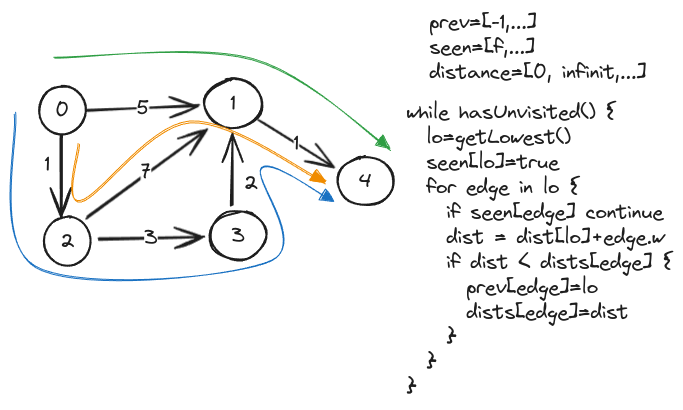 prev=[-1,...]
seen=[f,...]
distance=[0, infinit,...]
0
5
1
1
1
7
4
2
2
3
3
while hasUnvisited() {
lo=getLowest()
seen[lo]=true
for edge in lo {
if seen[edge] continue
dist = dist[lo]+edge.w
if dist < dists[edge] {
prev[edge]=lo
dists[edge]=dist
}
}
}